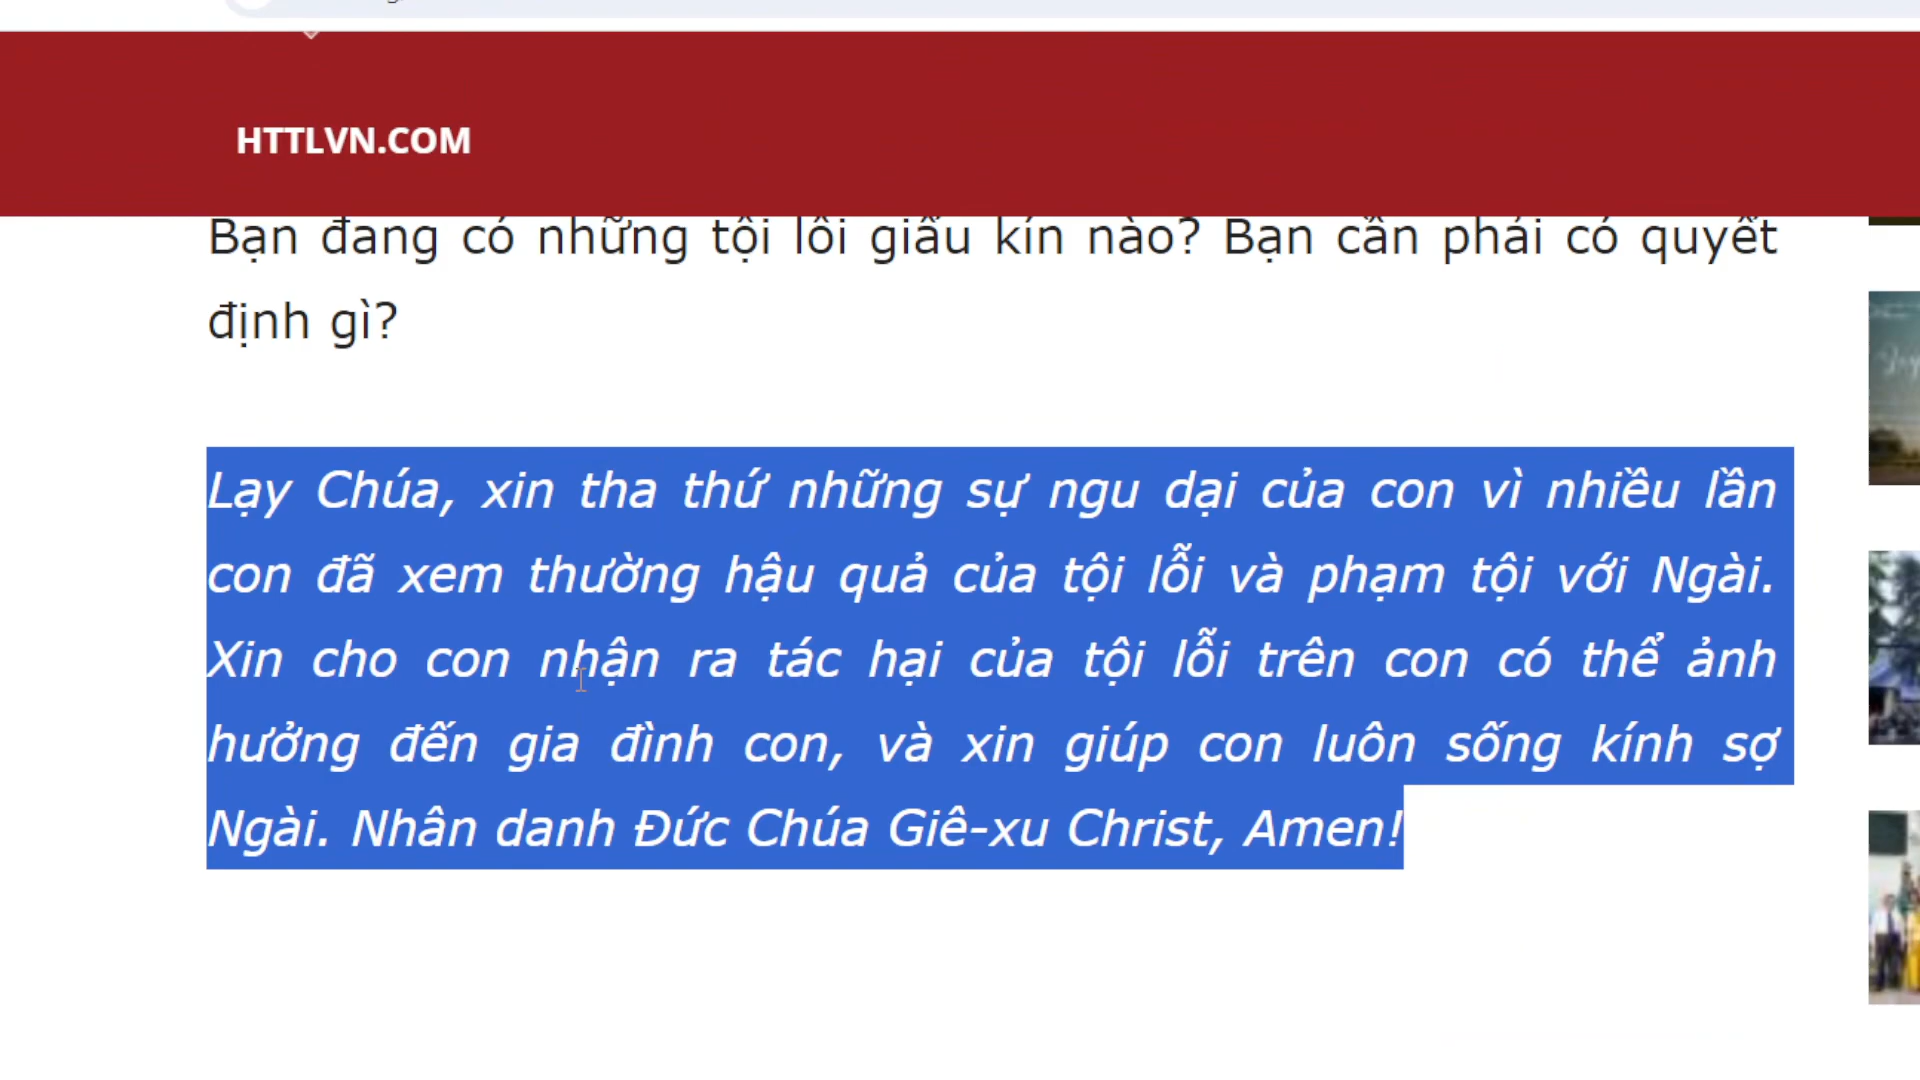 HTTLVN.COM
Bạn đang có những tội lỗi giấu kín nào? Bạn cần phải có quyết
định gì?
Lạy Chúa, xin tha thứ những sự ngu dại của con vì nhiều lần
con đã xem thường hậu quả của tội lỗi và phạm tội với Ngài.
Xin cho con nhận ra tác hại của tội lỗi trên con có thể ảnh
hưởng đến gia đình con, và xin giúp con luôn sống kính sợ
Ngài. Nhân danh Đức Chúa Giê-xu Christ, Amen!